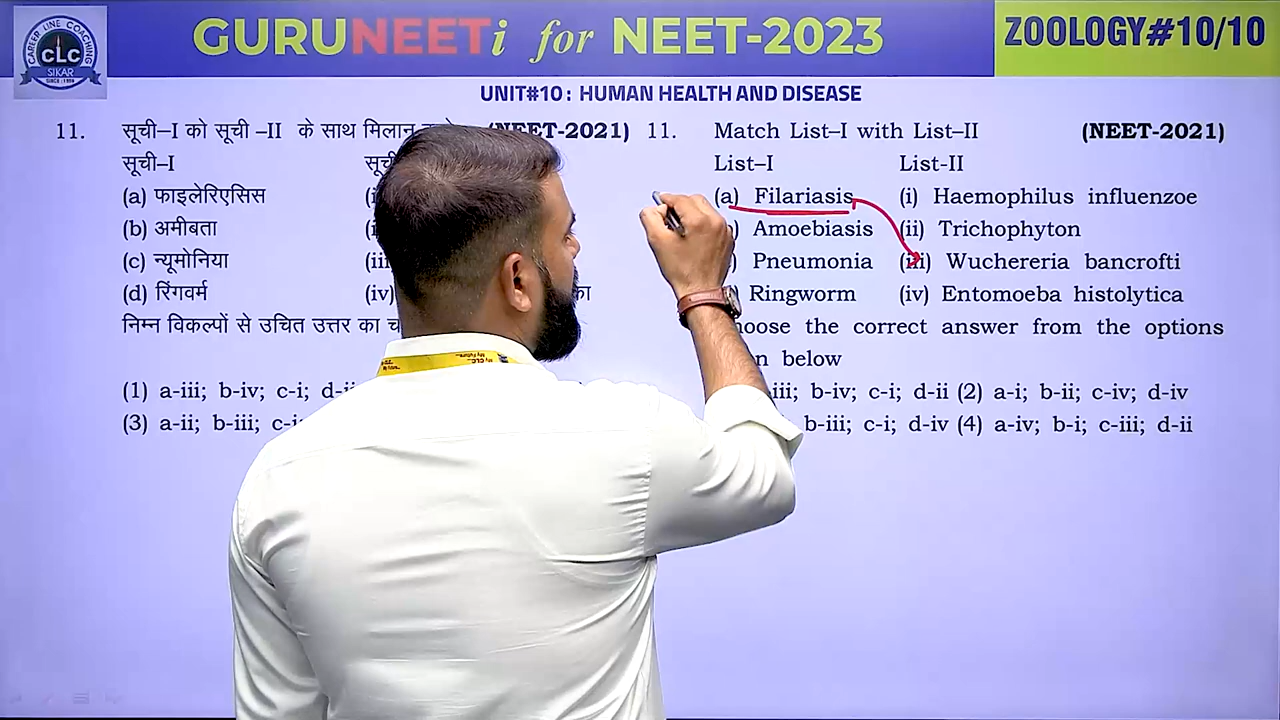 CAREER LINE COACHING
CLC
SIKAR
SINCE : 1996
GURUNEETi for NEET-2023
ZOOLOGY#10/10
UNIT#10 : HUMAN HEALTH AND DISEASE
11. सूची–I को सूची –II के साथ मिलान (NEET-2021)
सूची–I
(a) फाइलेरिएसिस
(b) अमीबता
(c) न्यूमोनिया (iii
(d) रिंगवर्म (iv)
निम्न विकल्पों से उचित उत्तर का
(1) a-iii; b-iv; c-i;
(3) a-ii; b-iii;
11. Match List–I with List–II (NEET-2021)
List–I List-II
(a) Filariasis (i) Haemophilus influenzoe
Amoebiasis (ii) Trichophyton
Pneumonia (iii) Wuchereria bancrofti
Ringworm (iv) Entomoeba histolytica
hoose the correct answer from the options
n below
iii; b-iv; c-i; d-ii (2) a-i; b-ii; c-iv; d-iv
b-iii; c-i; d-iv (4) a-iv; b-i; c-iii; d-ii